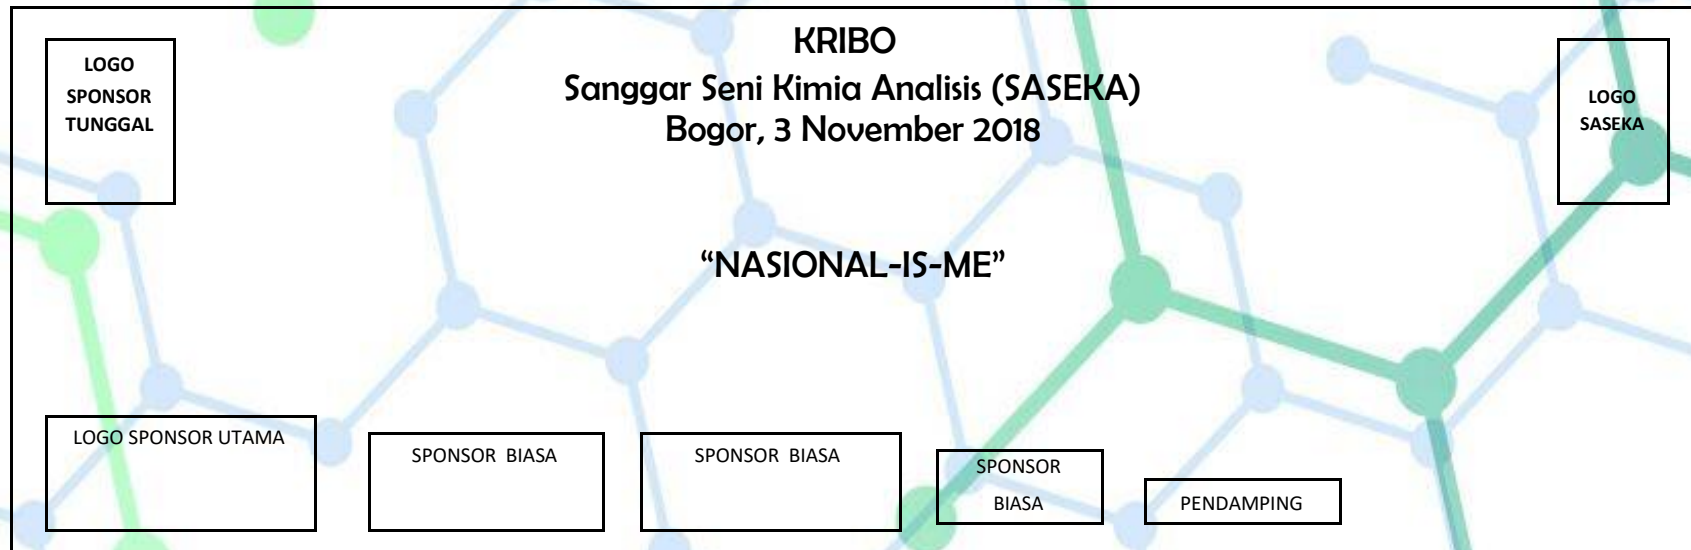 LOGO
SPONSOR
TUNGGAL
KRIBO
Sanggar Seni Kimia Analisis (SASEKA)
Bogor, 3 November 2018
LOGO
SASEKA
“NASIONAL-IS-ME”
LOGO SPONSOR UTAMA
SPONSOR BIASA
SPONSOR BIASA
SPONSOR
BIASA
PENDAMPING